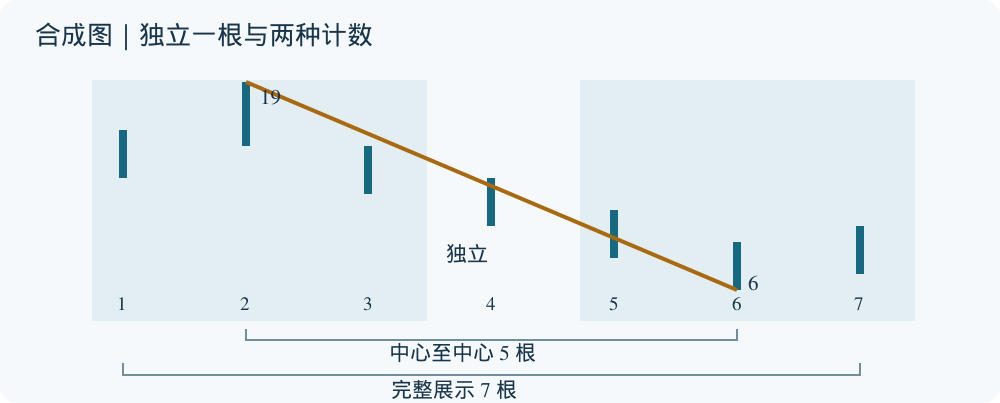 合成图｜独立一根与两种计数
19
独立
6
1 2 3 4 5 6 7
中心至中心 5 根
完整展示 7 根